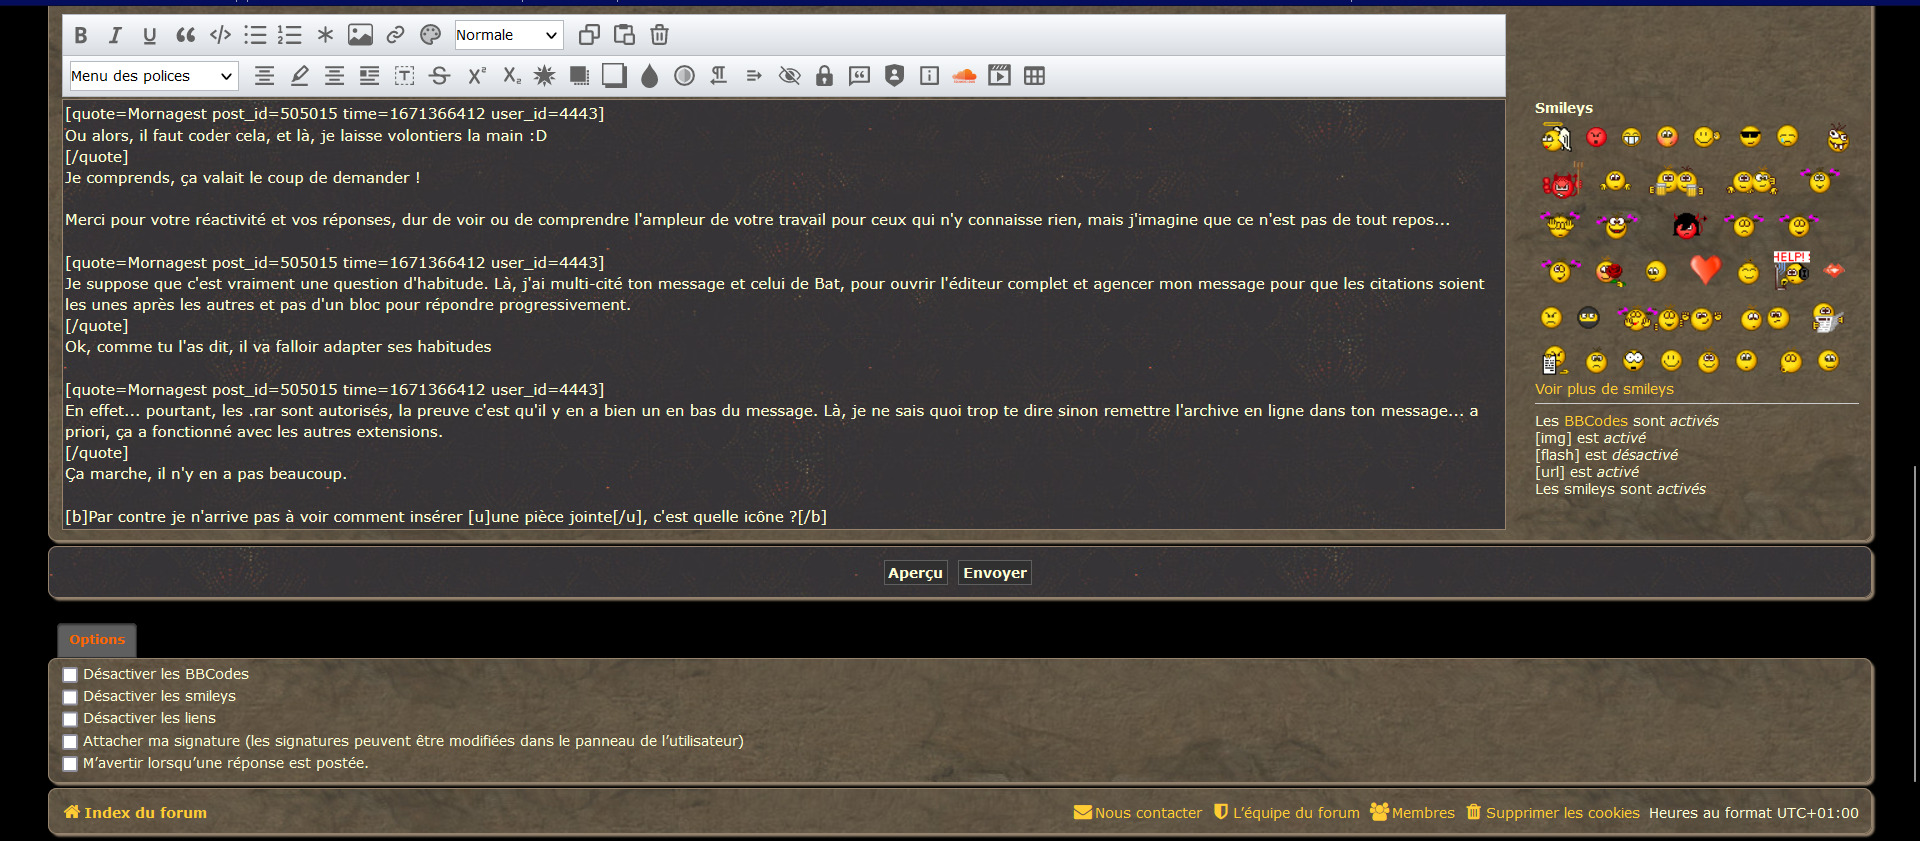 Normale
Menu des polices
[quote=Mornagest post_id=505015 time=1671366412 user_id=4443]
Ou alors, il faut coder cela, et là, je laisse volontiers la main :D
[/quote]
Je comprends, ça valait le coup de demander !
Merci pour votre réactivité et vos réponses, dur de voir ou de comprendre l'ampleur de votre travail pour ceux qui n'y connaisse rien, mais j'imagine que ce n'est pas de tout repos...
[quote=Mornagest post_id=505015 time=1671366412 user_id=4443]
Je suppose que c'est vraiment une question d'habitude. Là, j'ai multi-cité ton message et celui de Bat, pour ouvrir l'éditeur complet et agencer mon message pour que les citations soient
les unes après les autres et pas d'un bloc pour répondre progressivement.
[/quote]
Ok, comme tu l'as dit, il va falloir adapter ses habitudes
[quote=Mornagest post_id=505015 time=1671366412 user_id=4443]
En effet... pourtant, les .rar sont autorisés, la preuve c'est qu'il y en a bien un en bas du message. Là, je ne sais quoi trop te dire sinon remettre l'archive en ligne dans ton message... a
priori, ça a fonctionné avec les autres extensions.
[/quote]
Ça marche, il n'y en a pas beaucoup.
[b]Par contre je n'arrive pas à voir comment insérer [u]une pièce jointe[/u], c'est quelle icône ?[/b]
Smileys
HELP!
Voir plus de smileys
Les BBCodes sont activés
[img] est activé
[flash] est désactivé
[url] est activé
Les smileys sont activés
Aperçu Envoyer
Options
Désactiver les BBCodes
Désactiver les smileys
Désactiver les liens
Attacher ma signature (les signatures peuvent être modifiées dans le panneau de l’utilisateur)
M’avertir lorsqu’une réponse est postée.
Index du forum
Nous contacter L’équipe du forum Membres Supprimer les cookies Heures au format UTC+01:00